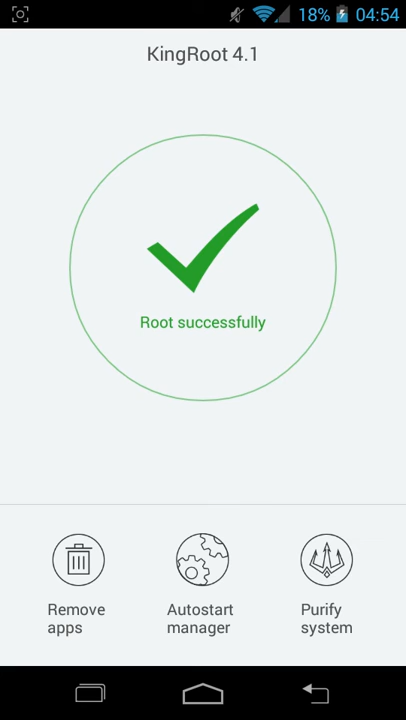 18% 04:54
KingRoot 4.1
Root successfully
Remove apps
Autostart manager
Purify system